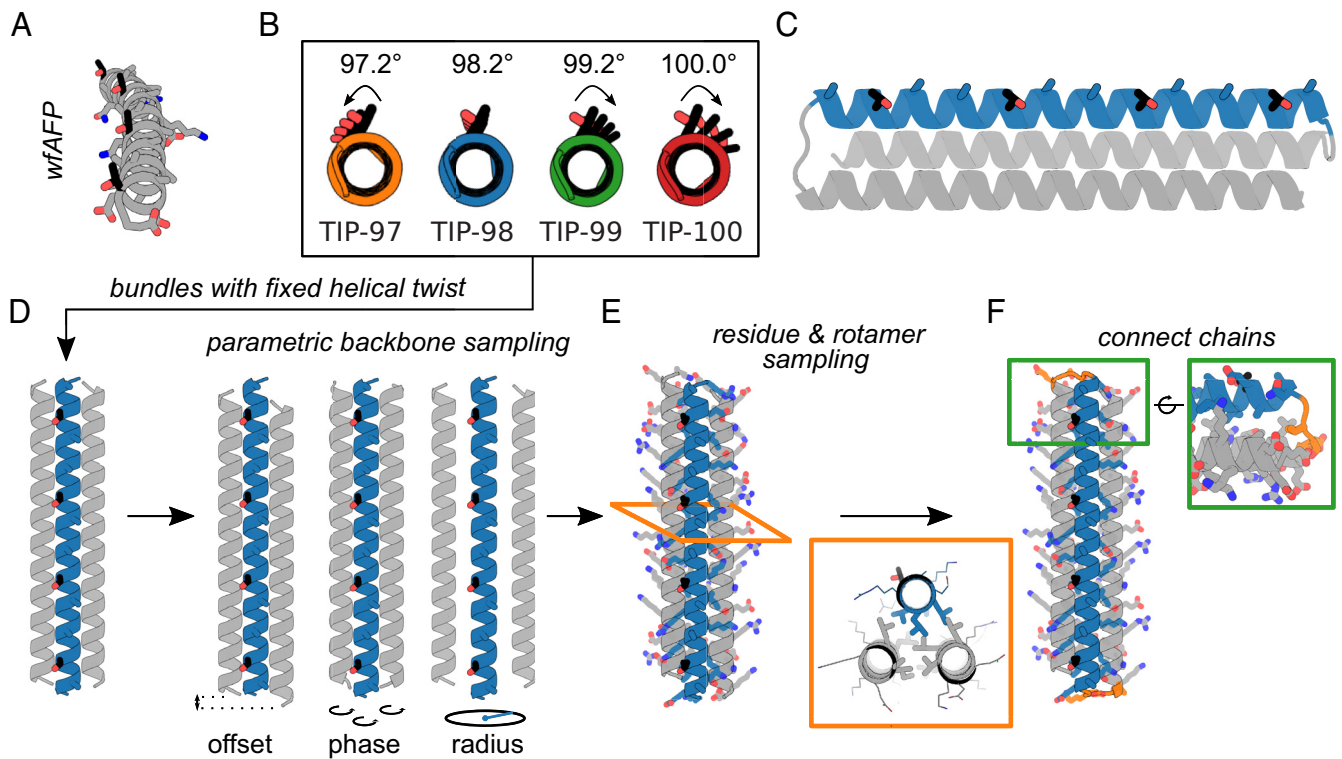 A
wfAFP
B
97.2° 98.2° 99.2° 100.0°
TIP-97 TIP-98 TIP-99 TIP-100
C
bundles with fixed helical twist
D
parametric backbone sampling
offset phase radius
E
residue & rotamer
sampling
F
connect chains